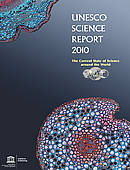 UNESCO
SCIENCE
REPORT
2010
The Current Status of Science
around the World